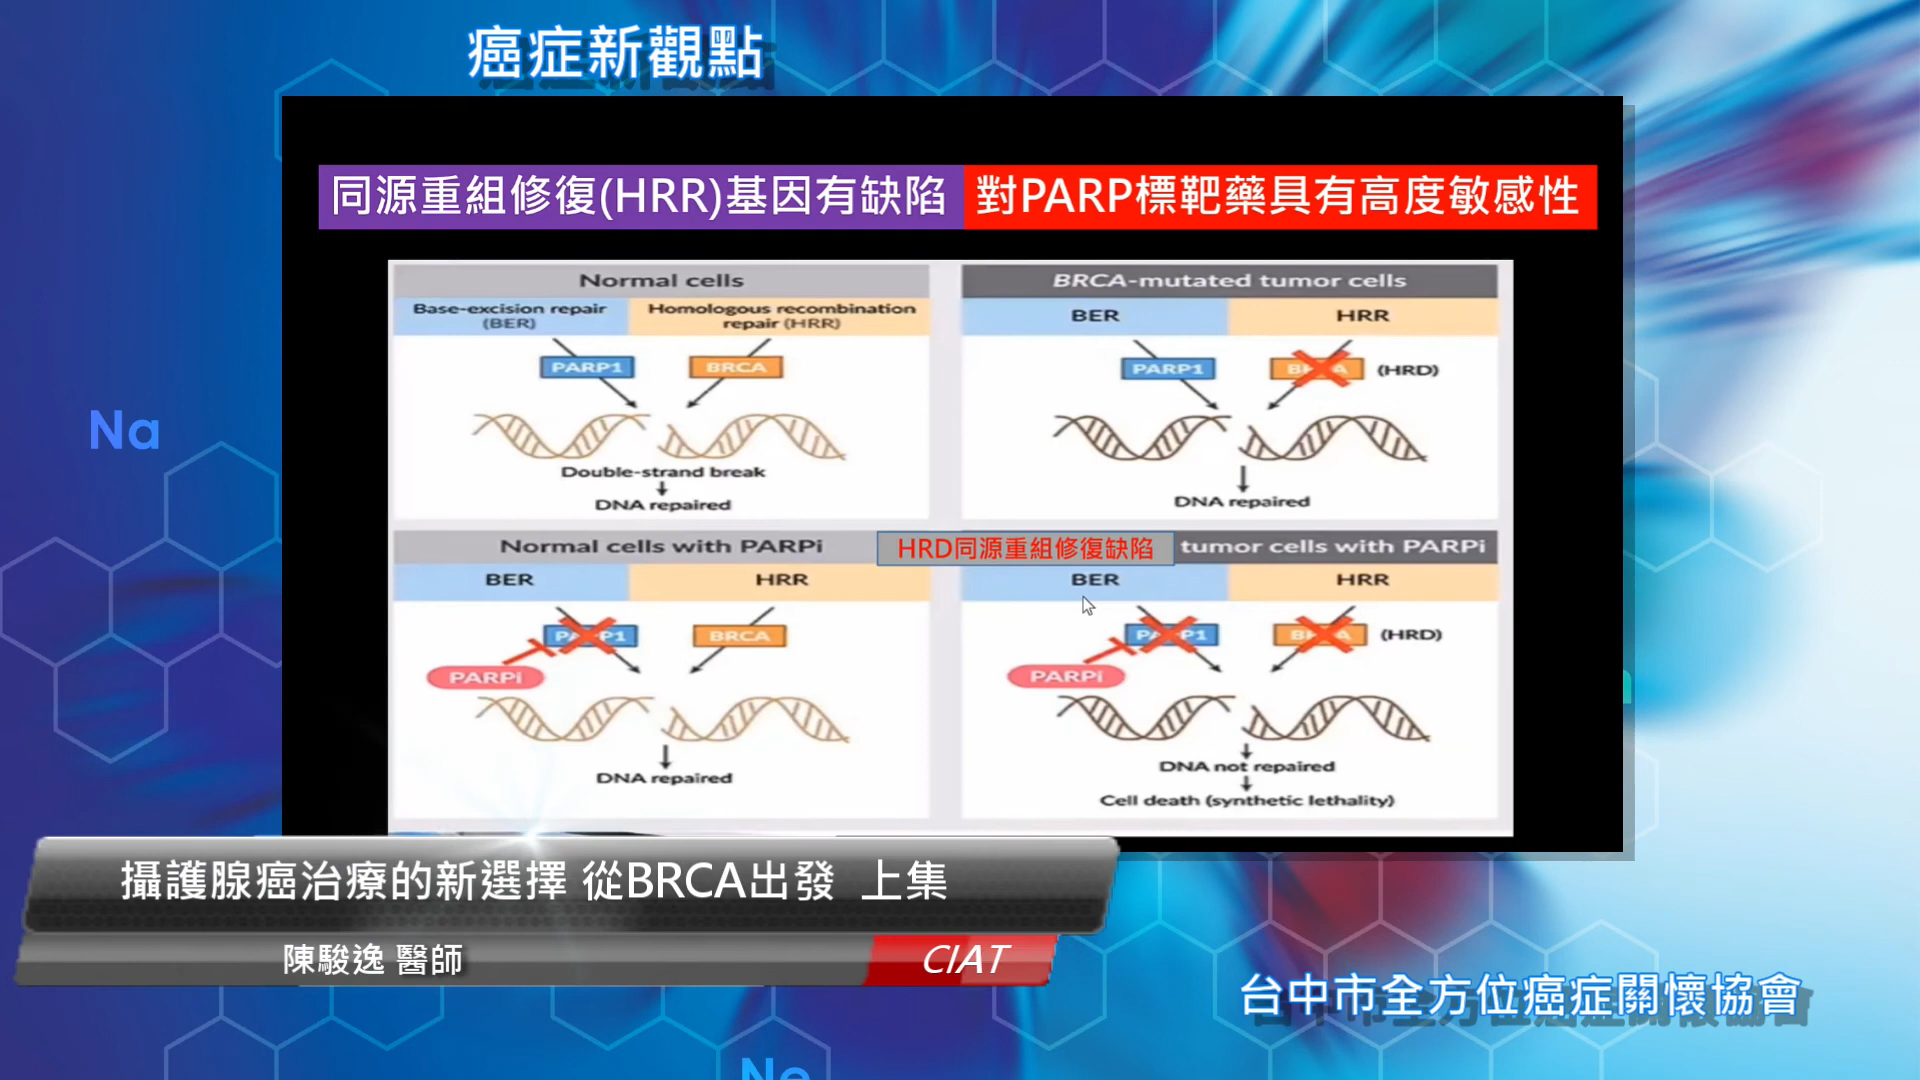 癌症新觀點
同源重組修復(HRR)基因有缺陷 對PARP標靶藥具有高度敏感性
Normal cells
Base-excision repair (BER)
Homologous recombination repair (HRR)
PARP1
BRCA
Double-strand break
DNA repaired
BRCA-mutated tumor cells
BER
HRR
PARP1
(HRD)
DNA repaired
Normal cells with PARPi
BER
HRR
PARP1
BRCA
PARPi
DNA repaired
HRD同源重組修復缺陷
tumor cells with PARPi
BER
HRR
PARP1
(HRD)
PARPi
DNA not repaired
Cell death (synthetic lethality)
Na
攝護腺癌治療的新選擇 從BRCA出發 上集
陳駿逸 醫師
CIAT
台中市全方位癌症關懷協會